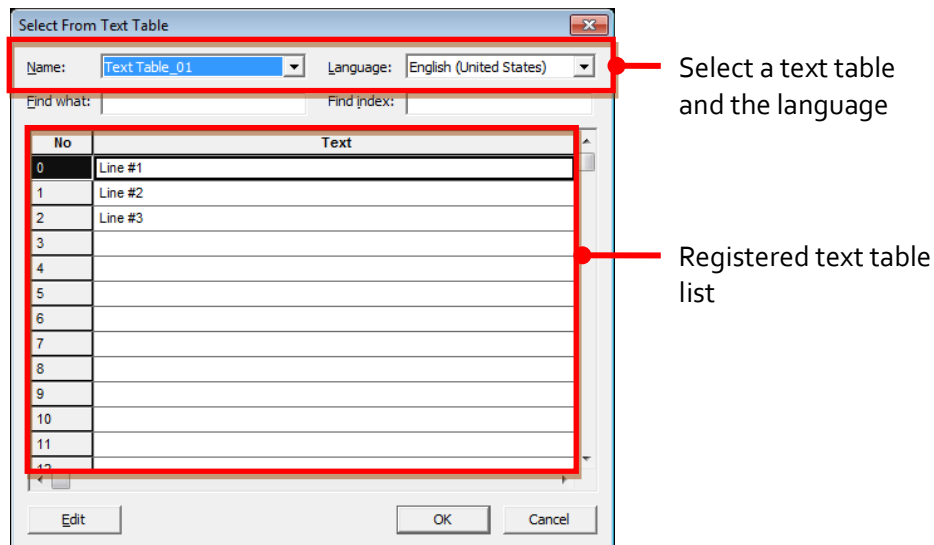 Select From Text Table
Name: Text Table_01 Language: English (United States)
Select a text table
and the language
Find what: Find index:
No Text
0 Line #1
1 Line #2
2 Line #3
3
4
Registered text table
list
5
6
7
8
9
10
11
12
Edit OK Cancel